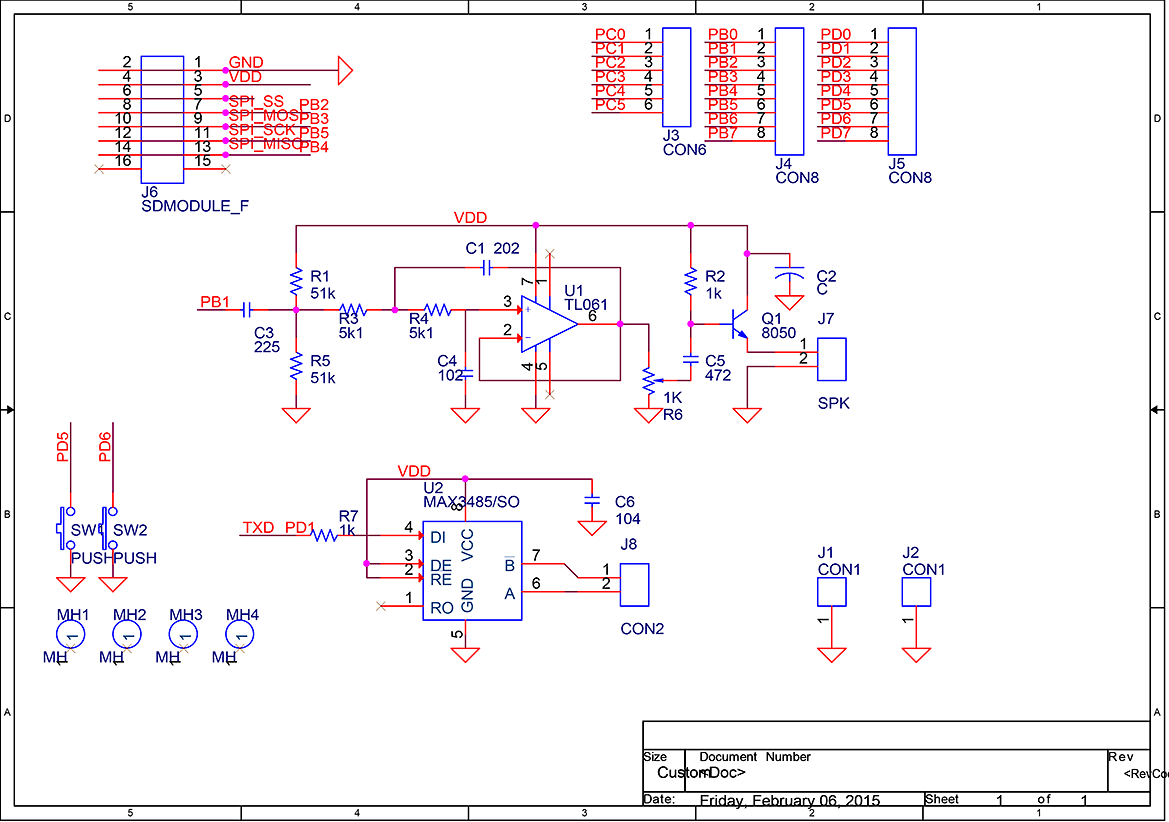 5 4 3 2 1
D
C
B
A
2 1 GND
4 3 VDD
6 5
8 7 SPI_SS PB2
10 9 SPI_MOSI PB3
12 11 SPI_SCK PB5
14 13 SPI_MISO PB4
16 15
J6
SDMODULE_F
PC0 1
PC1 2
PC2 3
PC3 4
PC4 5
PC5 6
J3
CON6
PB0 1
PB1 2
PB2 3
PB3 4
PB4 5
PB5 6
PB6 7
PB7 8
J4
CON8
PD0 1
PD1 2
PD2 3
PD3 4
PD4 5
PD5 6
PD6 7
PD7 8
J5
CON8
VDD
C1 202
R1
51k
PB1
C3
225
R3
5k1
R4
5k1
R5
51k
C4
102
U1
TL061
3
+
2
-
7
1
6
4
5
R2
1k
Q1
8050
C2
C
C5
472
1K
R6
J7
1
2
SPK
PD5
PD6
SW1
SW2
PUSH
PUSH
VDD
U2
MAX3485/SO
TXD PD1
R7
1k
8
4 DI
VCC
3 DE
2 RE
1 RO
GND
B 7
A 6
5
C6
104
J8
1
2
CON2
J1
CON1
1
J2
CON1
1
MH1
1
MH
1
MH2
1
MH
1
MH3
1
MH
1
MH4
1
MH
1
Size Document Number Rev
Custom <Doc> <RevCo
Date: Friday, February 06, 2015 Sheet 1 of 1
5 4 3 2 1
D
C
B
A